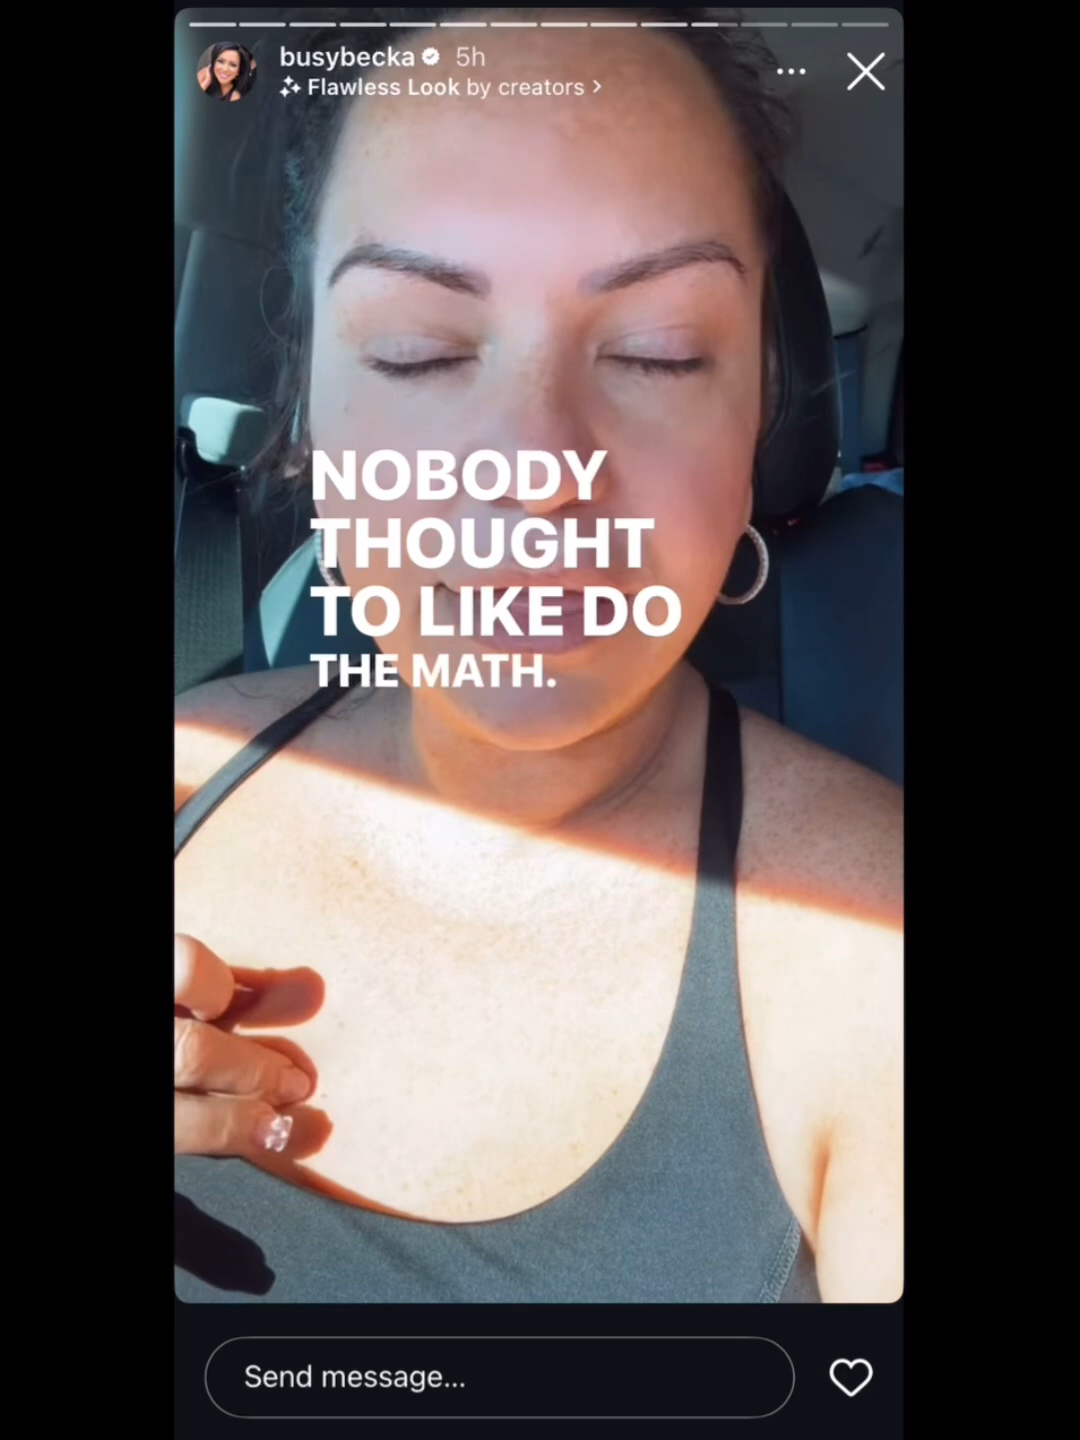 busybecka 5h
Flawless Look by creators >
NOBODY
THOUGHT
TO LIKE DO
THE MATH.
Send message...